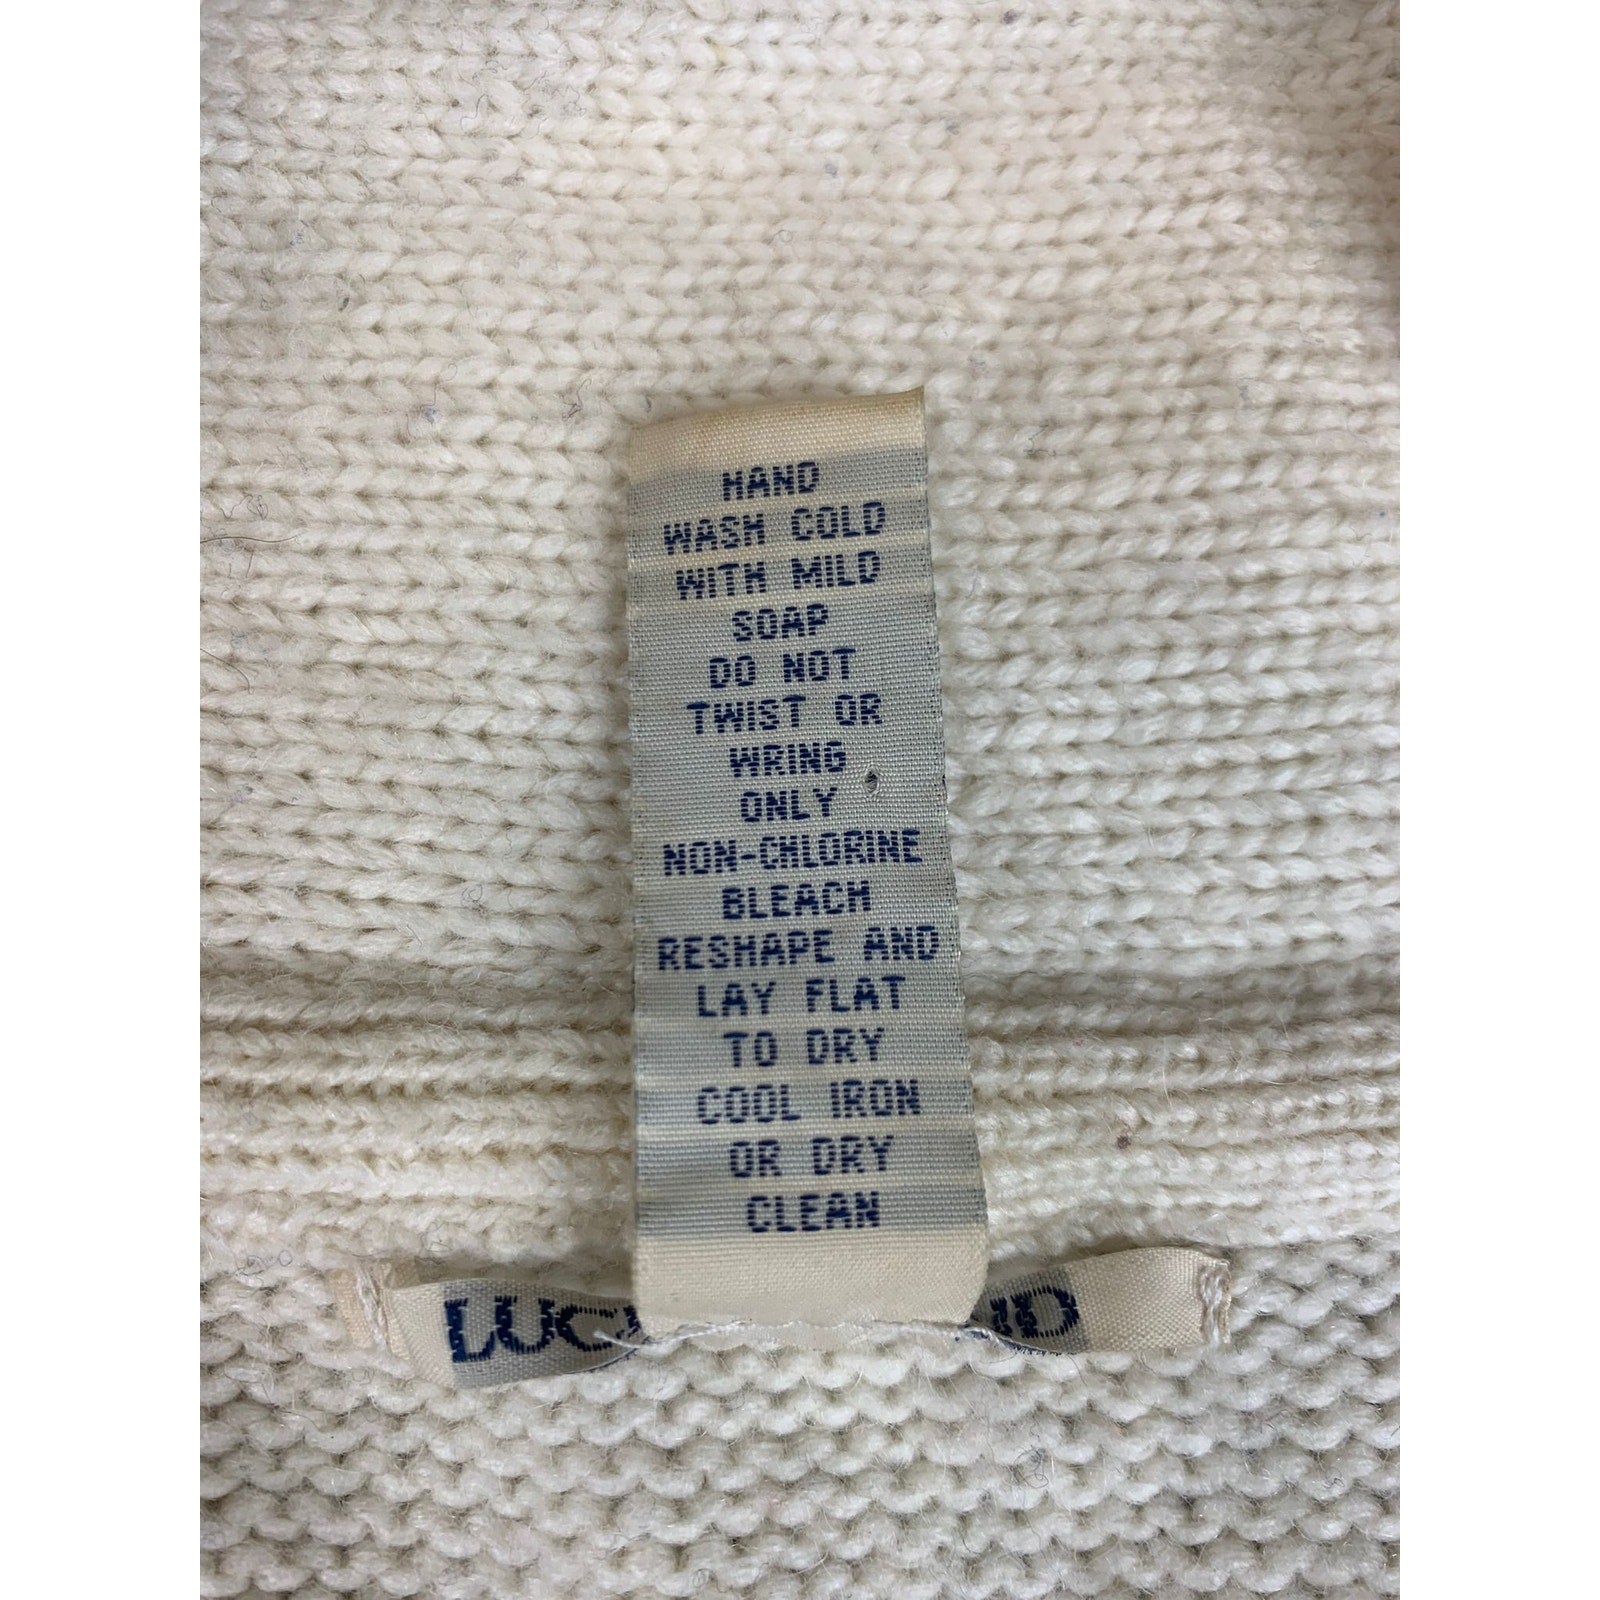 HAND
WASH COLD
WITH MILD
SOAP
DO NOT
TWIST OR
WRING
ONLY
NON-CHLORINE
BLEACH
RESHAPE AND
LAY FLAT
TO DRY
COOL IRON
OR DRY
CLEAN